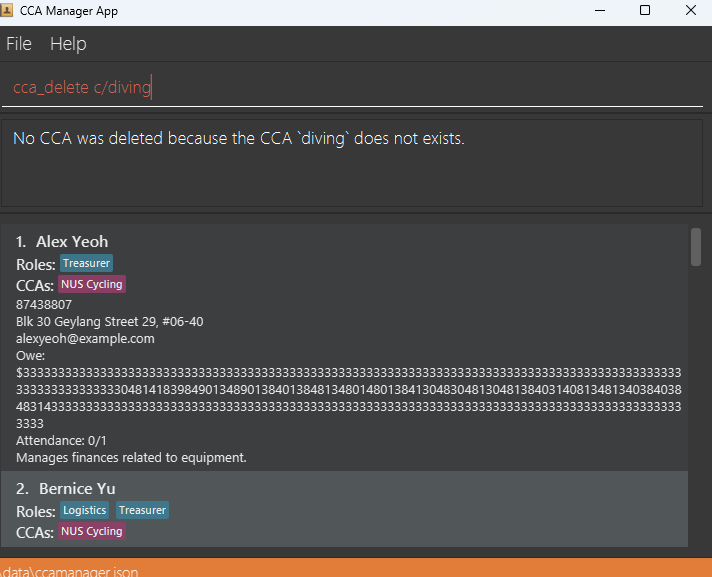 CCA Manager App
File Help
cca_delete c/diving
No CCA was deleted because the CCA `diving` does not exists.
1. Alex Yeoh
Roles: Treasurer
CCAs: NUS Cycling
87438807
Blk 30 Geylang Street 29, #06-40
alexyeoh@example.com
Owe:
Attendance: 0/1
Manages finances related to equipment.
2. Bernice Yu
Roles: Logistics Treasurer
CCAs: NUS Cycling
\data\ccamanager.json